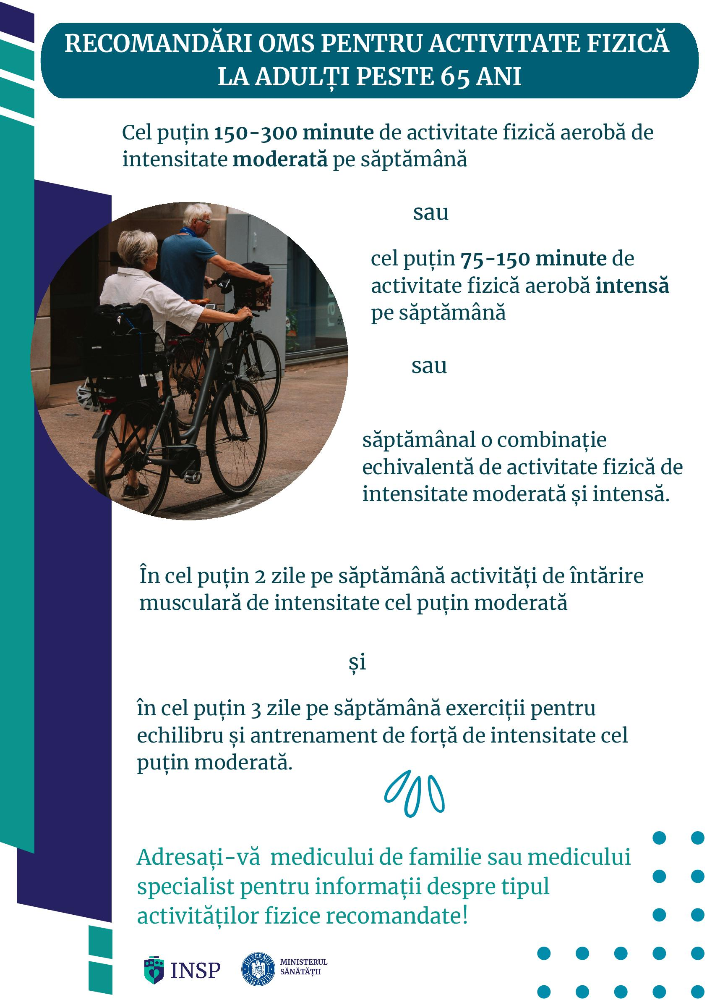 RECOMANDĂRI OMS PENTRU ACTIVITATE FIZICĂ
LA ADULȚI PESTE 65 ANI
Cel puțin 150-300 minute de activitate fizică aerobă de
intensitate moderată pe săptămână
sau
cel puțin 75-150 minute de
activitate fizică aerobă intensă
pe săptămână
sau
săptămânal o combinație
echivalentă de activitate fizică de
intensitate moderată și intensă.
În cel puțin 2 zile pe săptămână activități de întărire
musculară de intensitate cel puțin moderată
și
în cel puțin 3 zile pe săptămână exerciții pentru
echilibru și antrenament de forță de intensitate cel
puțin moderată.
Adresați-vă medicului de familie sau medicului
specialist pentru informații despre tipul
activităților fizice recomandate!
INSP
GUVERNUL ROMÂNIEI
MINISTERUL
SĂNĂTĂȚII